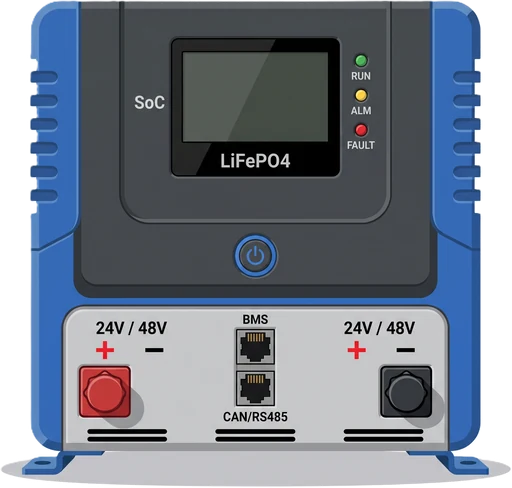 SoC
RUN
ALM
FAULT
LiFePO4
24V / 48V
+ −
BMS
CAN/RS485
24V / 48V
+ −